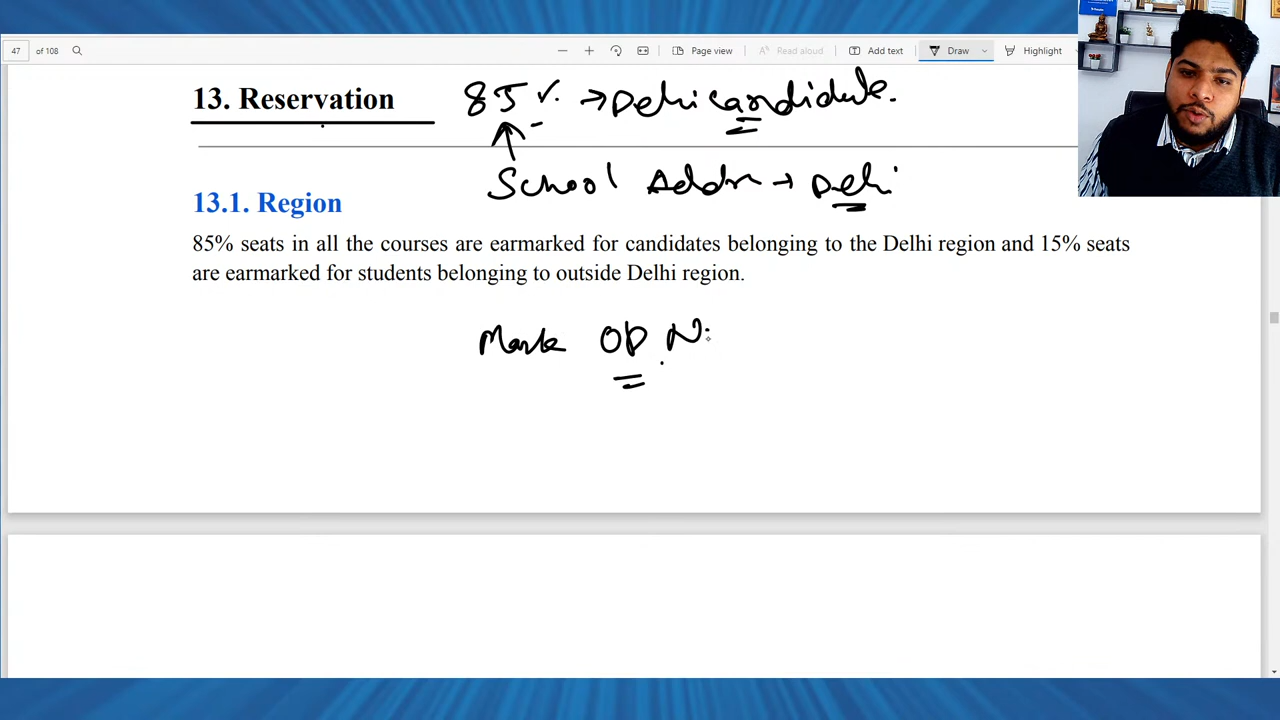 47 of 108 Page view Read aloud Add text Draw Highlight
13. Reservation 85% → Delhi candidate.
School Addr → Delhi
13.1. Region
85% seats in all the courses are earmarked for candidates belonging to the Delhi region and 15% seats
are earmarked for students belonging to outside Delhi region.
OD N